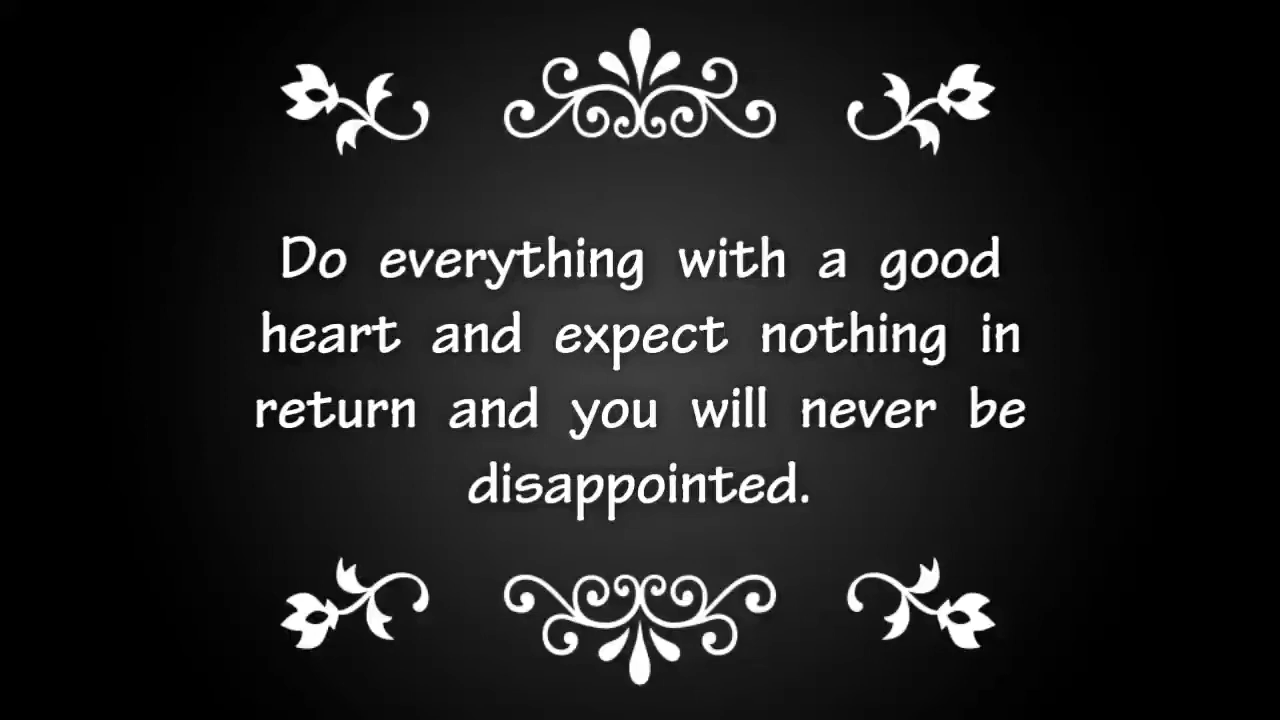 Do everything with a good
heart and expect nothing in
return and you will never be
disappointed.